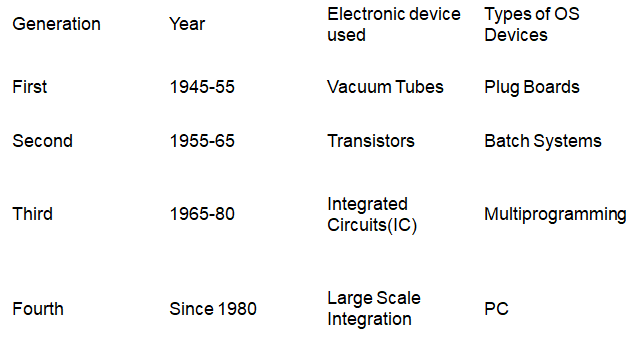 Generation Year Electronic device used Types of OS Devices
First 1945-55 Vacuum Tubes Plug Boards
Second 1955-65 Transistors Batch Systems
Third 1965-80 Integrated Circuits(IC) Multiprogramming
Fourth Since 1980 Large Scale Integration PC